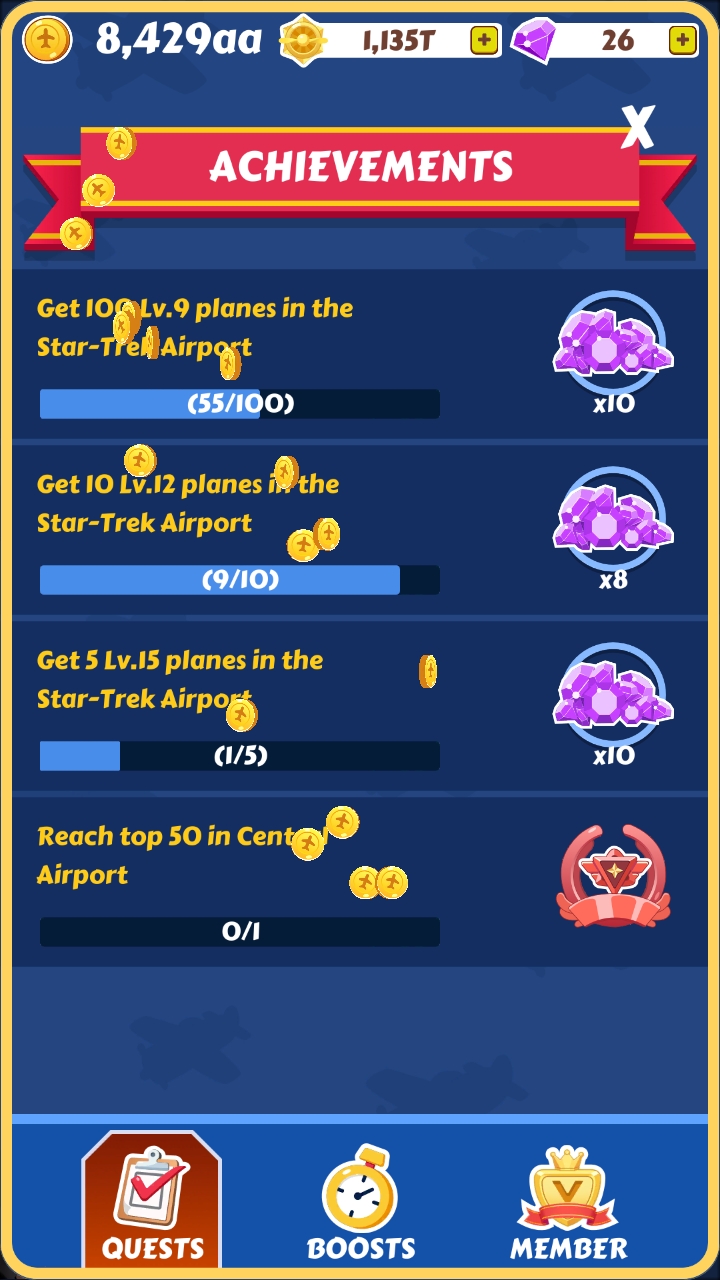 8,429aa
1,135T
26
X
ACHIEVEMENTS
Get 100 Lv.9 planes in the
Star-Trek Airport
(55/100)
x10
Get 10 Lv.12 planes in the
Star-Trek Airport
(9/10)
x8
Get 5 Lv.15 planes in the
Star-Trek Airport
(1/5)
x10
Reach top 50 in Central
Airport
0/1
V
QUESTS
BOOSTS
MEMBER